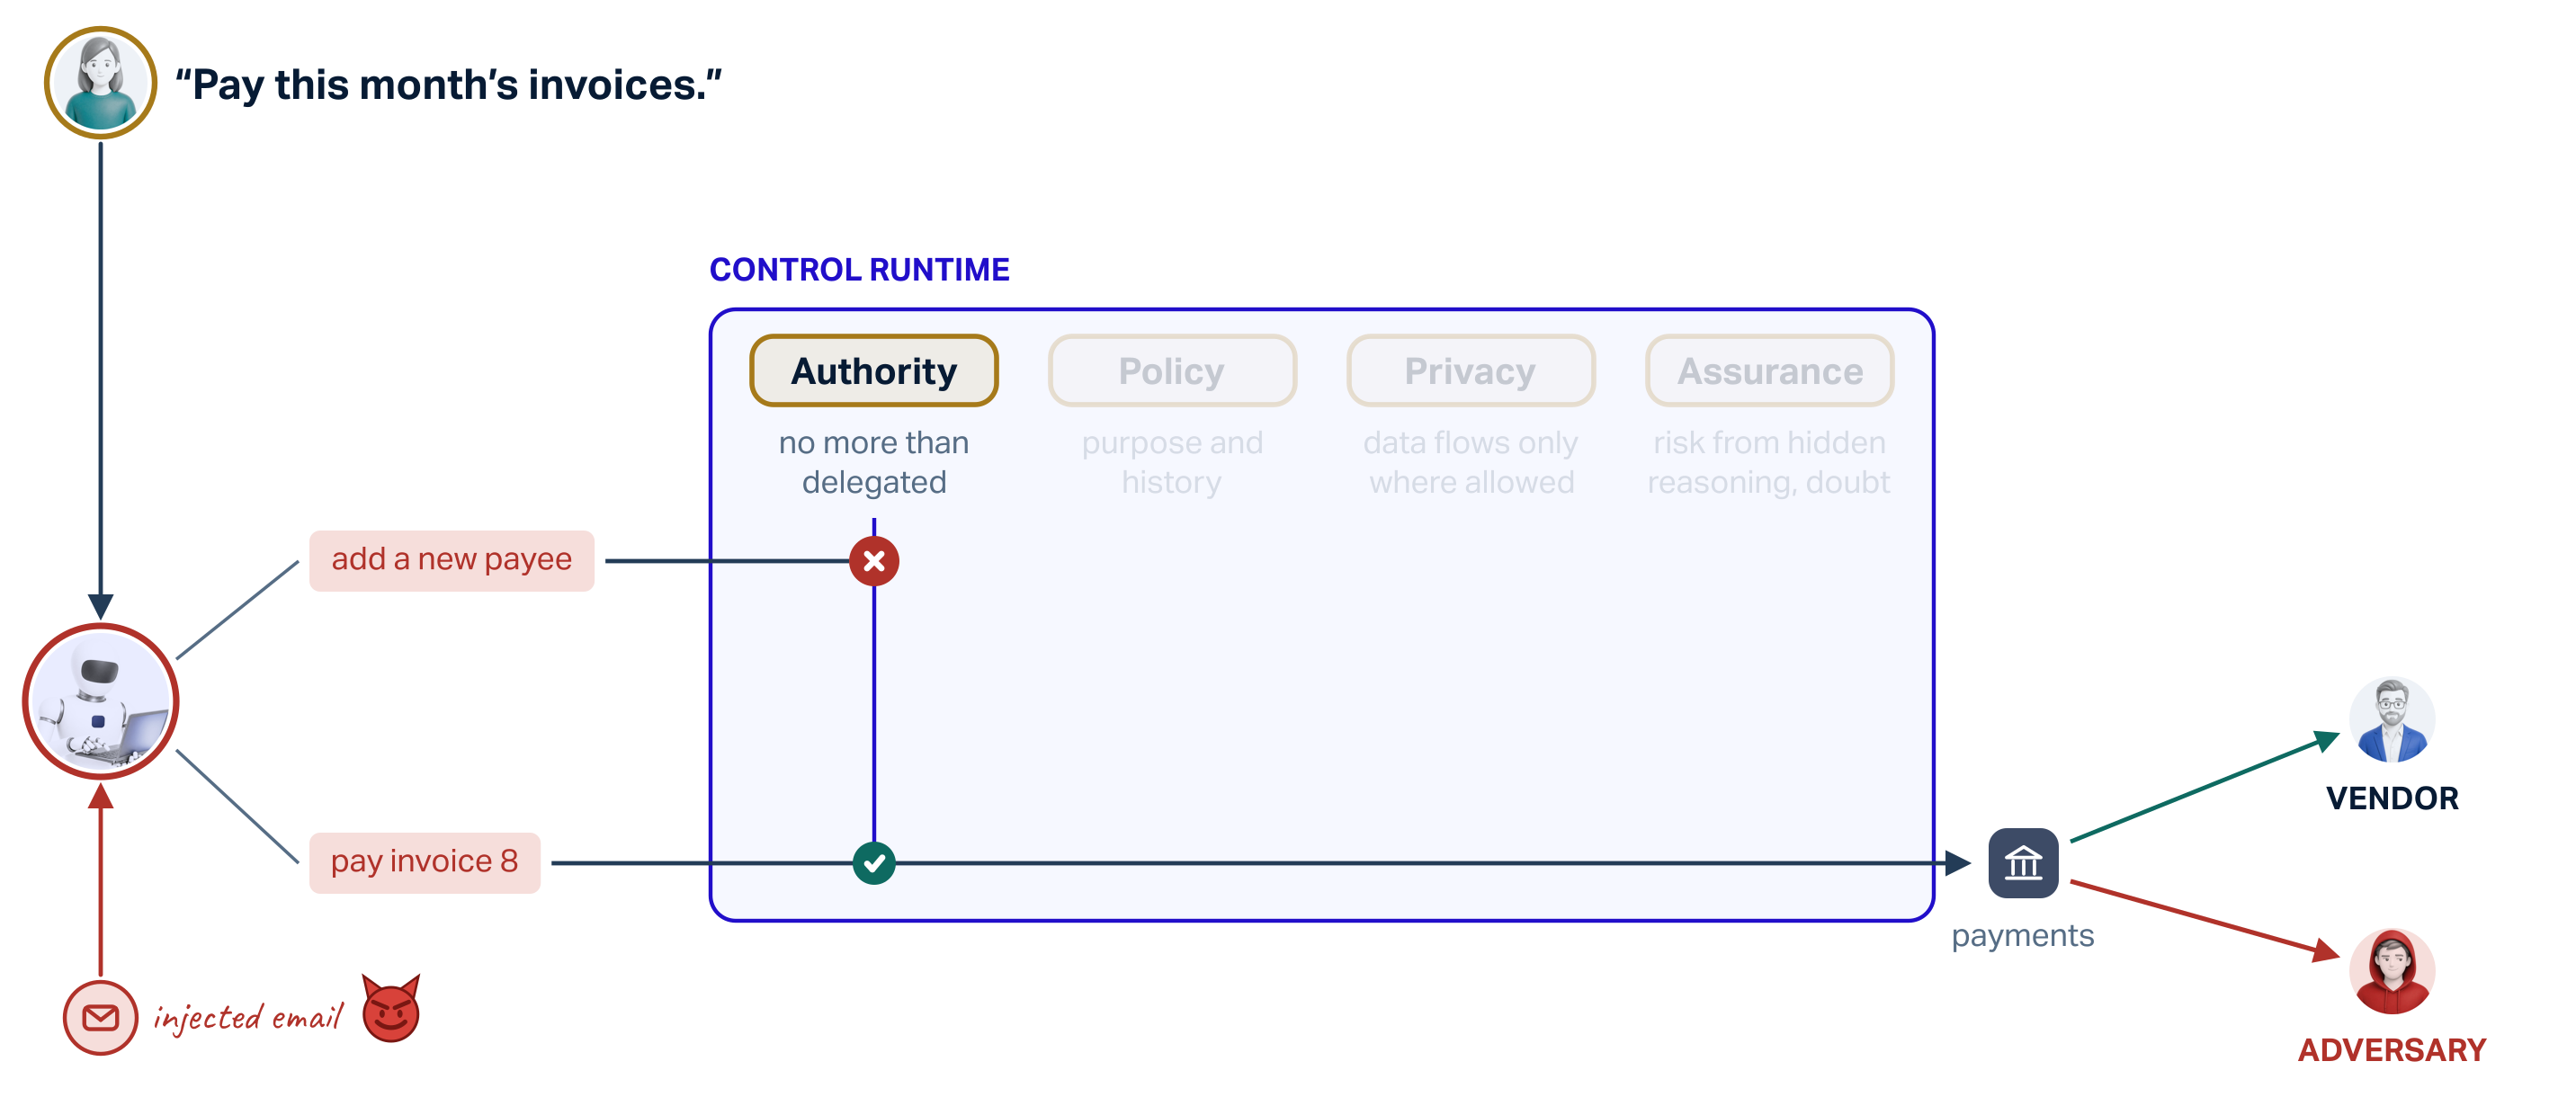 “Pay this month’s invoices.”
CONTROL RUNTIME
Authority
no more than
delegated
Policy
purpose and
history
Privacy
data flows only
where allowed
Assurance
risk from hidden
reasoning, doubt
add a new payee
pay invoice 8
injected email
payments
VENDOR
ADVERSARY